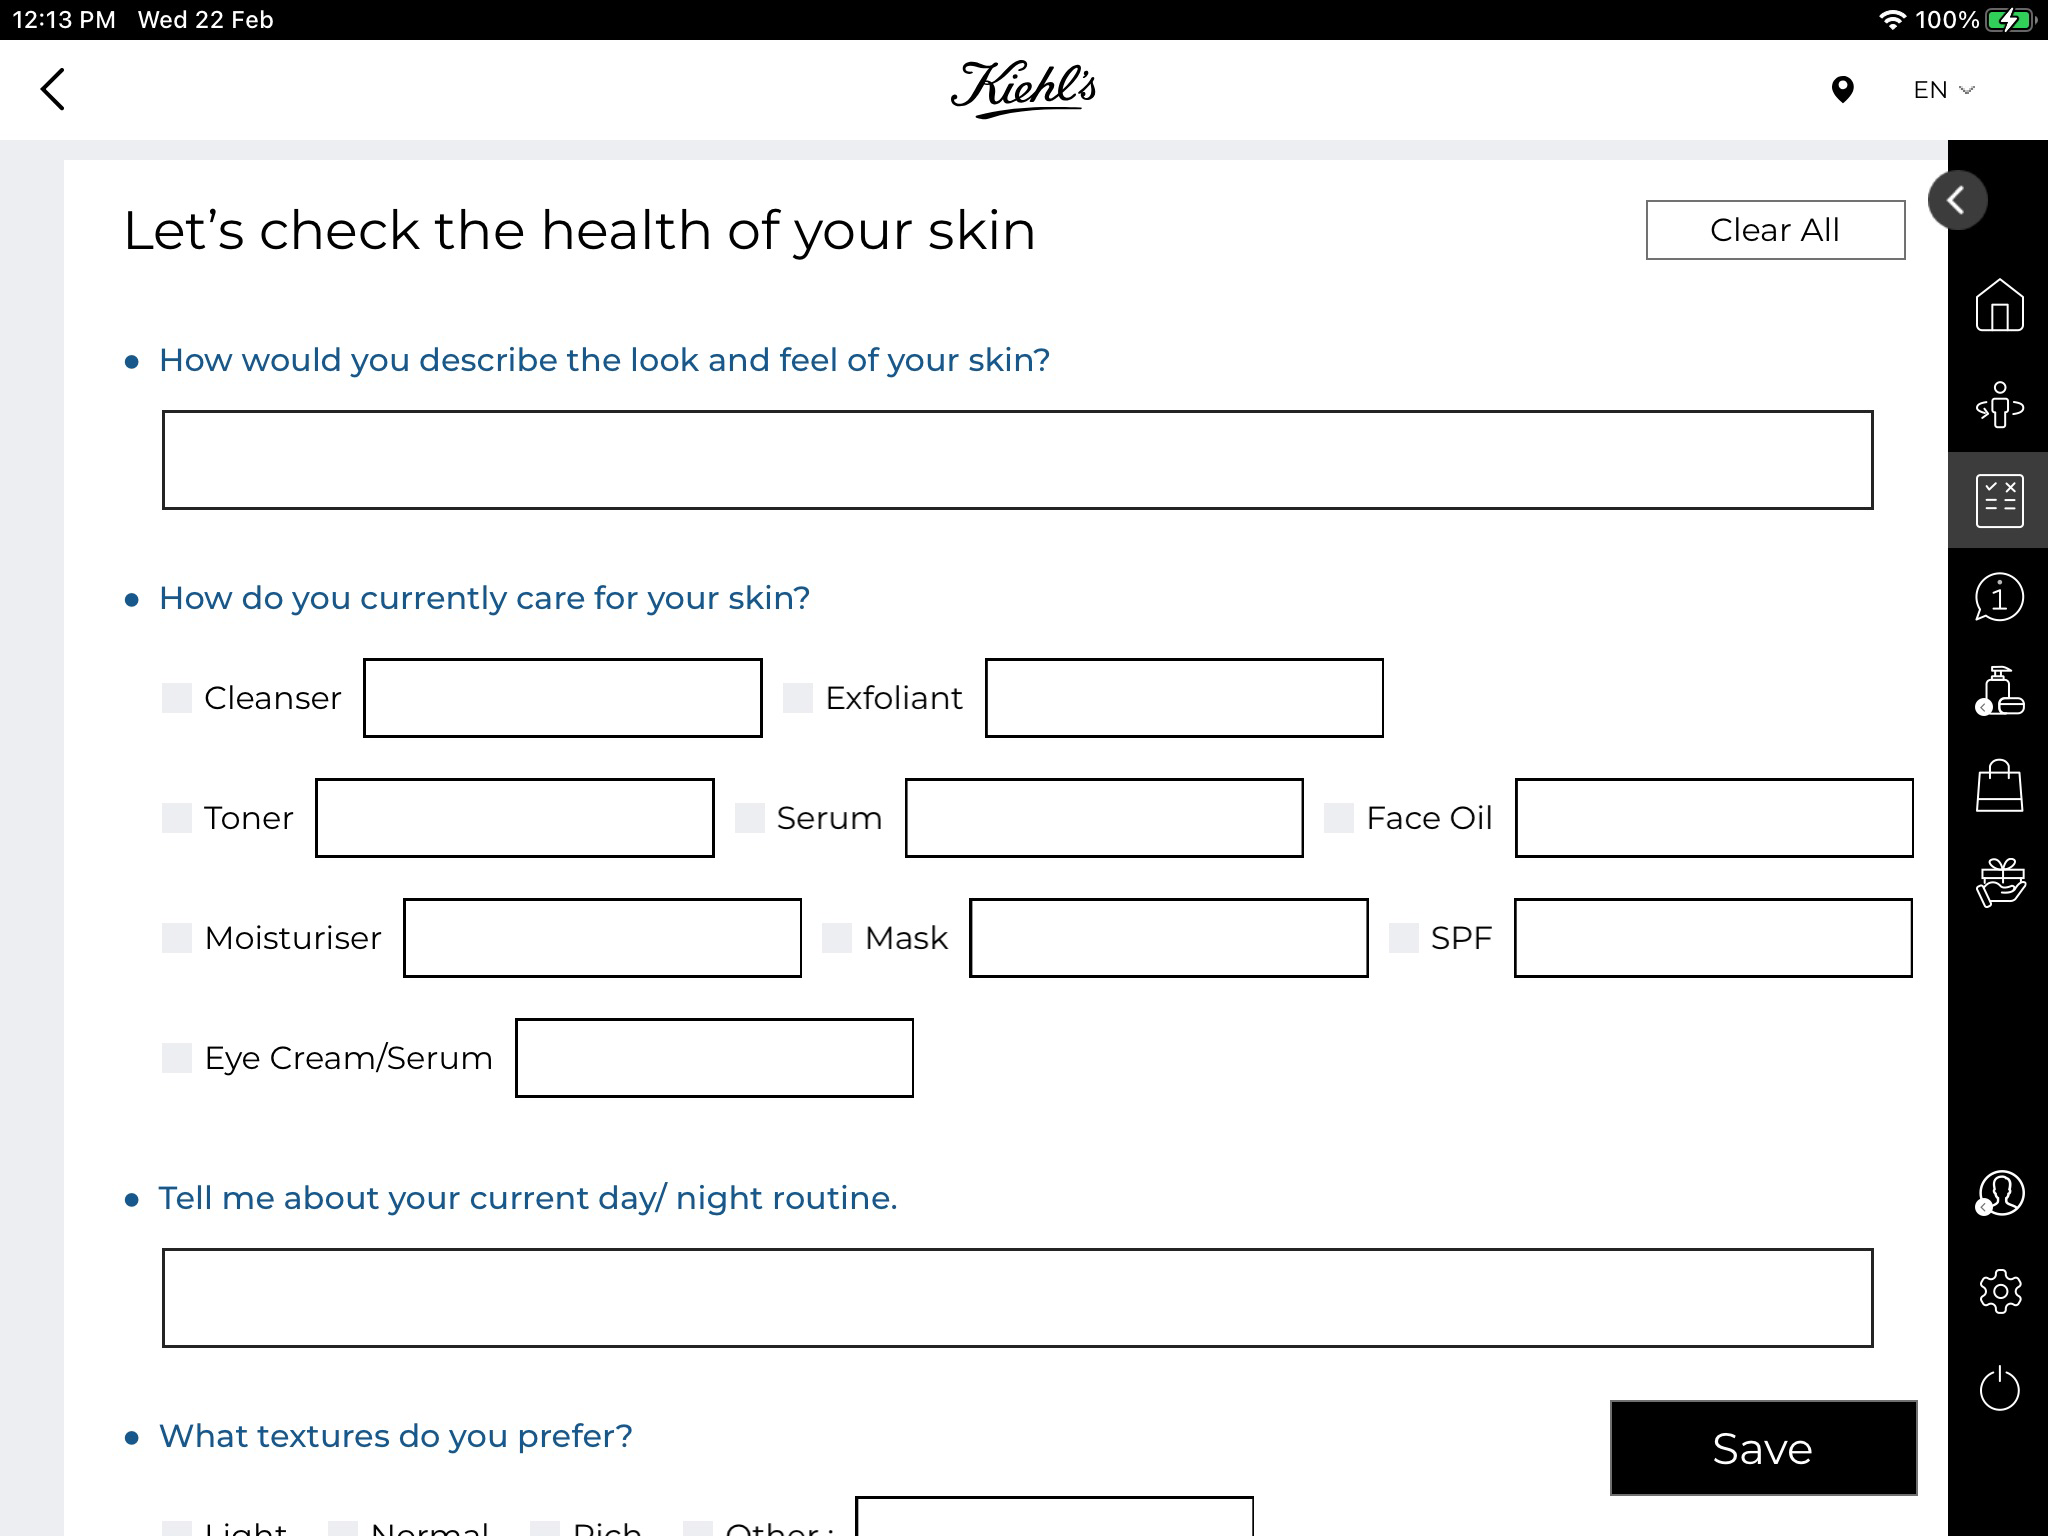 12:13 PM Wed 22 Feb 100%
Kiehl's
EN
Let's check the health of your skin
Clear All
• How would you describe the look and feel of your skin?
• How do you currently care for your skin?
Cleanser Exfoliant
Toner Serum Face Oil
Moisturiser Mask SPF
Eye Cream/Serum
• Tell me about your current day/ night routine.
• What textures do you prefer?
Save
Light Normal Rich Other :